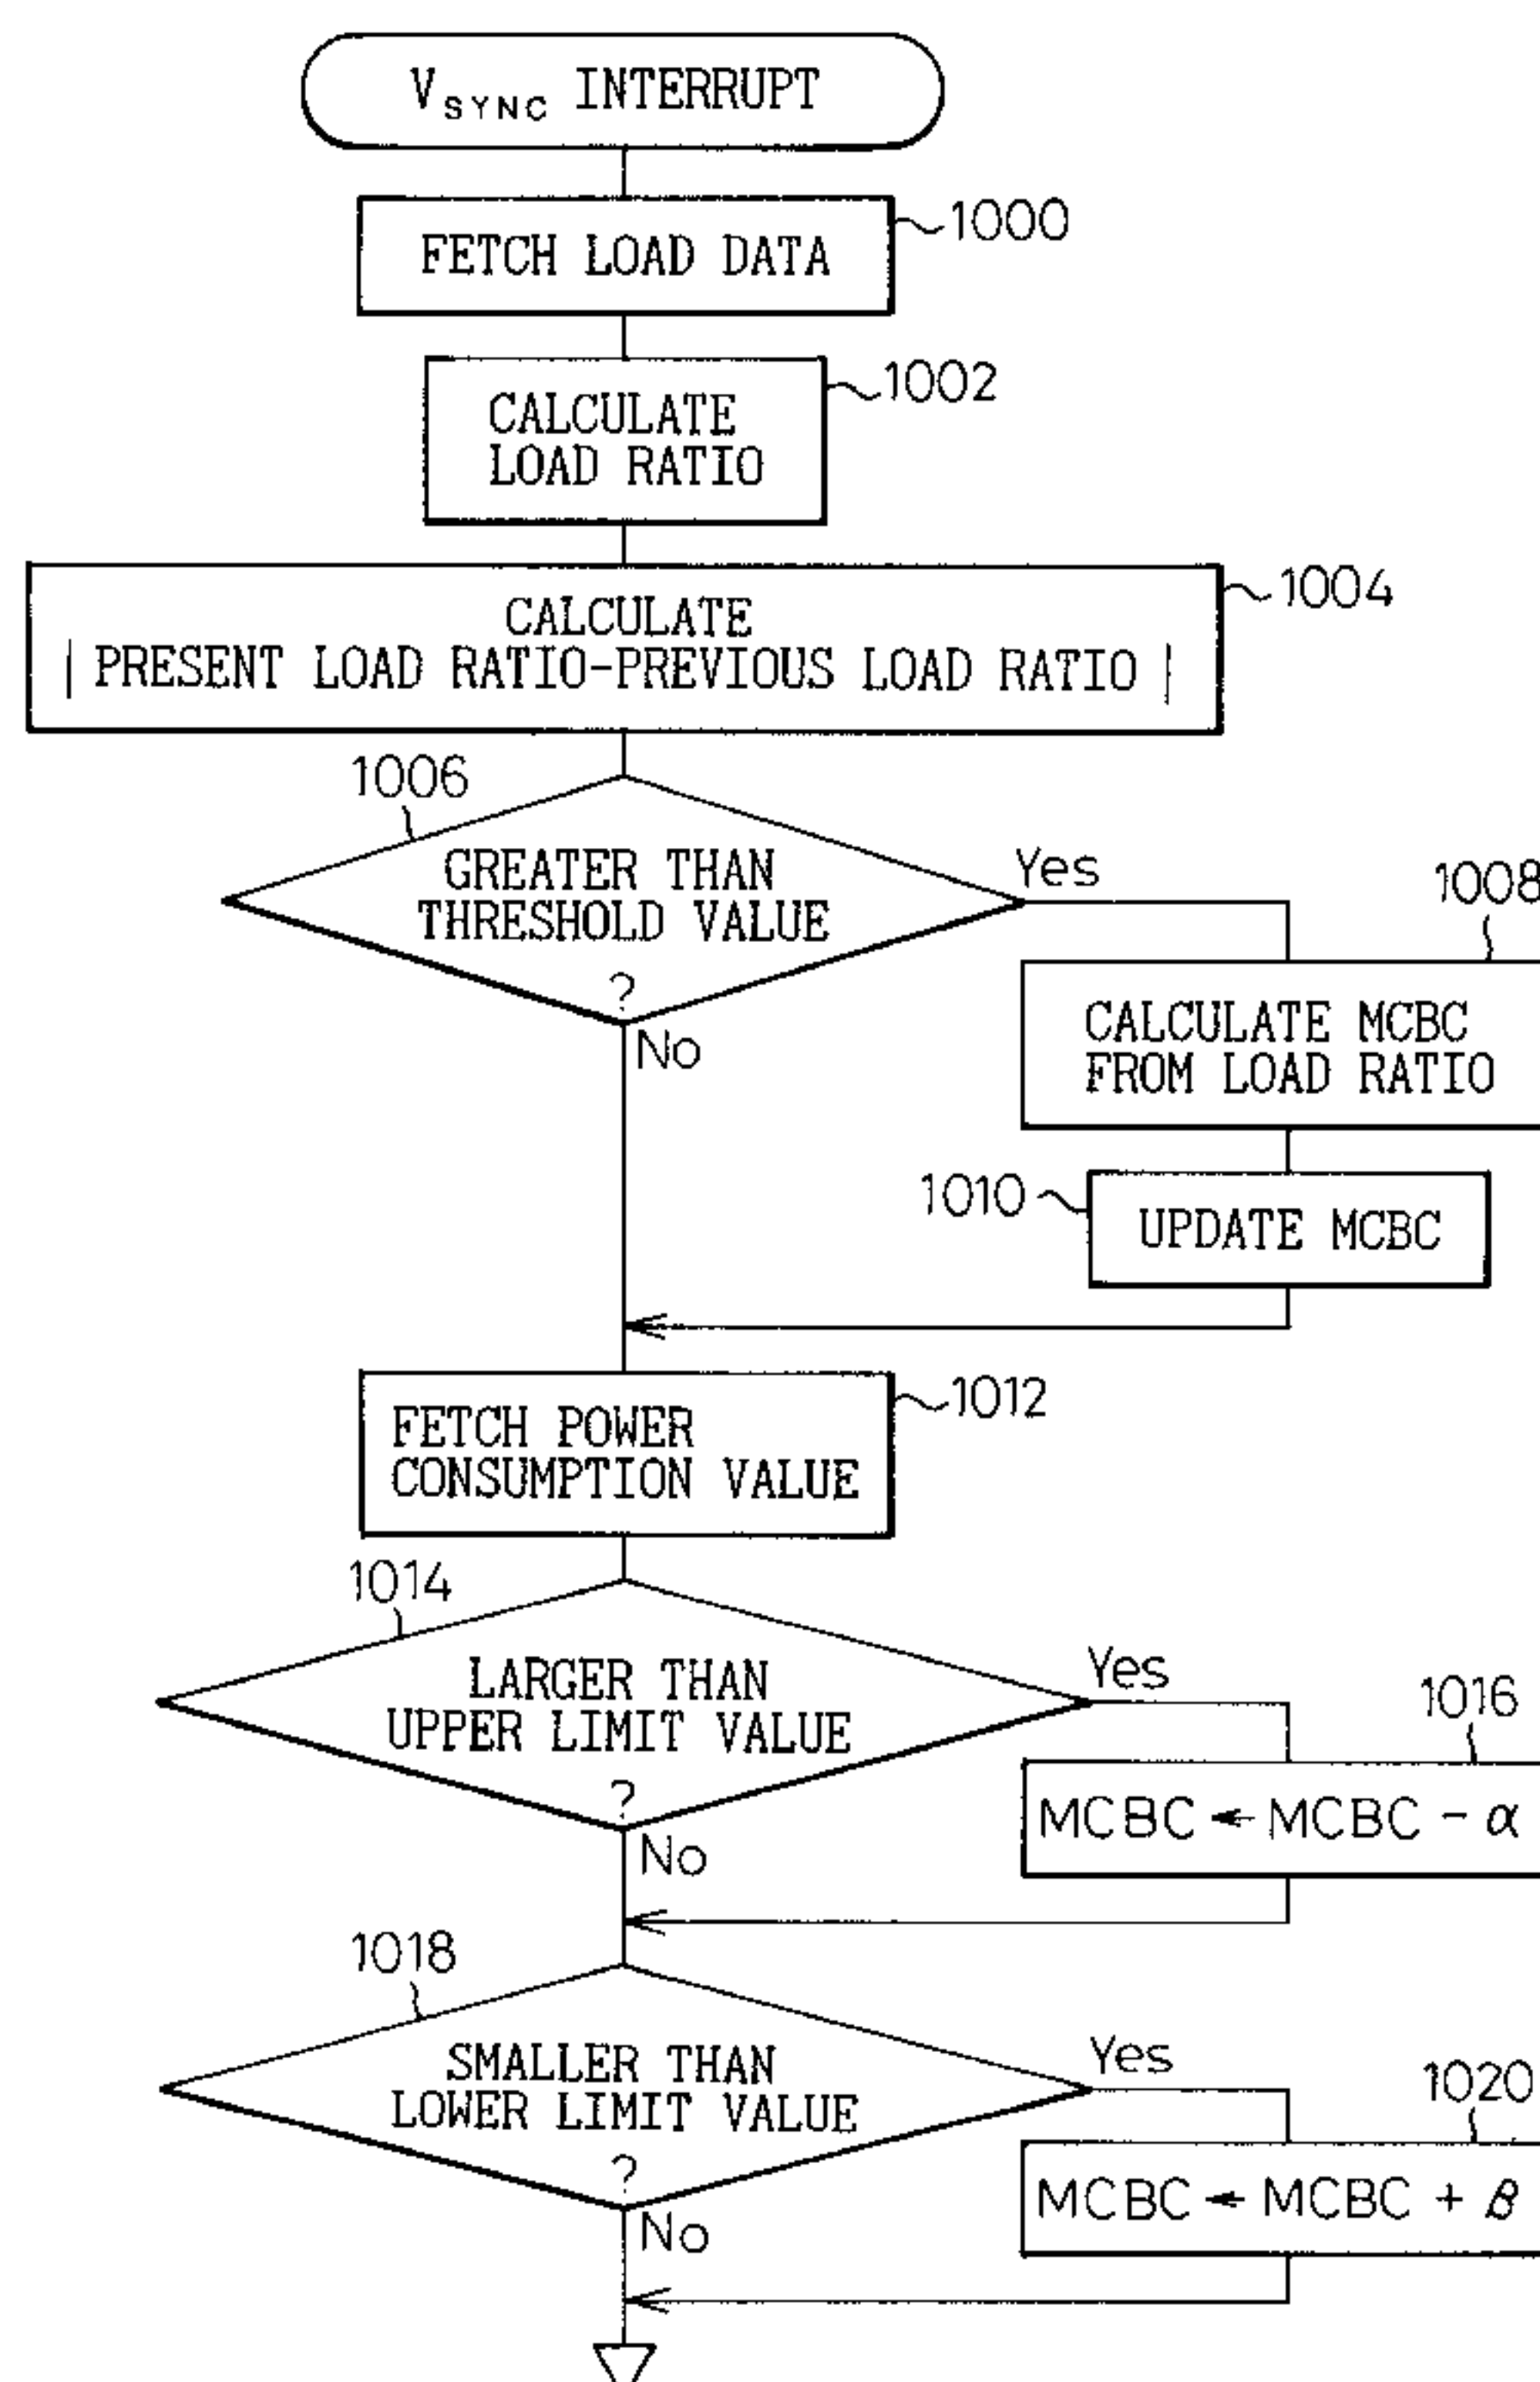 VSYNC INTERRUPT
1000
FETCH LOAD DATA
1002
CALCULATE
LOAD RATIO
1004
CALCULATE
| PRESENT LOAD RATIO-PREVIOUS LOAD RATIO |
1006
GREATER THAN
THRESHOLD VALUE
?
Yes
No
1008
CALCULATE MCBC
FROM LOAD RATIO
1010
UPDATE MCBC
1012
FETCH POWER
CONSUMPTION VALUE
1014
LARGER THAN
UPPER LIMIT VALUE
?
Yes
No
1016
MCBC ← MCBC - α
1018
SMALLER THAN
LOWER LIMIT VALUE
?
Yes
No
1020
MCBC ← MCBC + β